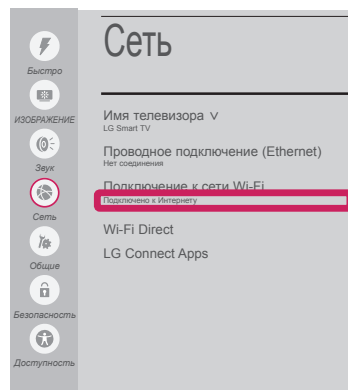 Сеть
Быстро
ИЗОБРАЖЕНИЕ
Звук
Сеть
Общие
Безопасность
Доступность
Имя телевизора ∨
LG Smart TV
Проводное подключение (Ethernet)
Нет соединения
Подключение к сети Wi-Fi
Подключено к Интернету
Wi-Fi Direct
LG Connect Apps